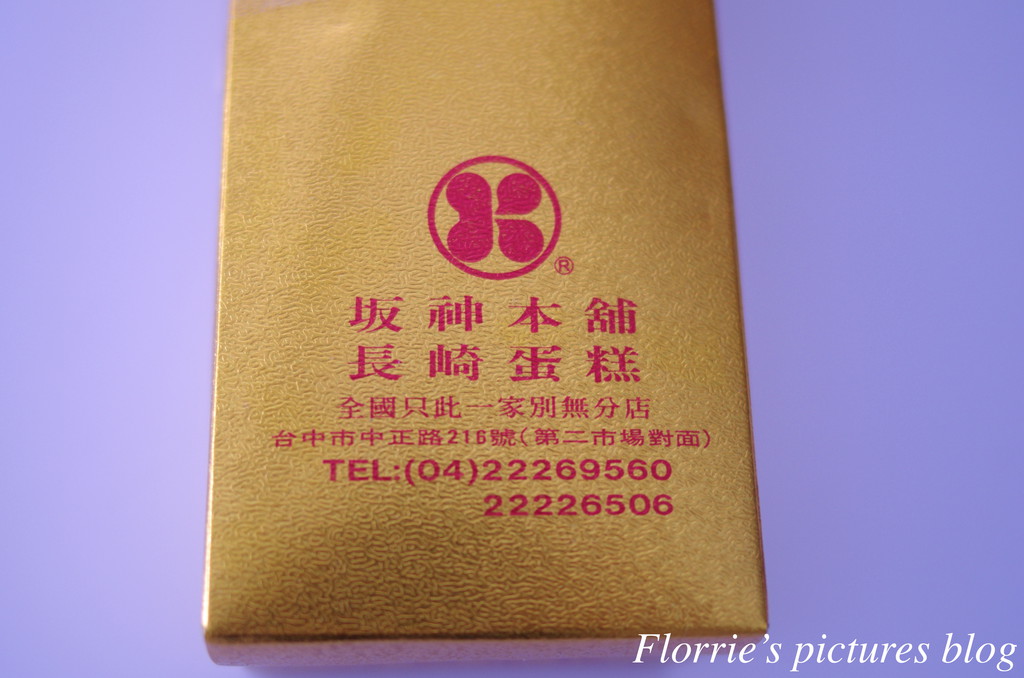 ®
坂神本舖
長崎蛋糕
全國只此一家別無分店
台中市中正路216號(第二市場對面)
TEL:(04)22269560
22226506
Florrie's pictures blog